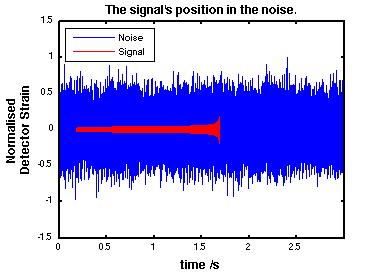 The signal's position in the noise.
1.5
Noise
Signal
1
0.5
0
-0.5
-1
-1.5
Normalised
Detector Strain
0
0.5
1
1.5
2
2.5
time /s